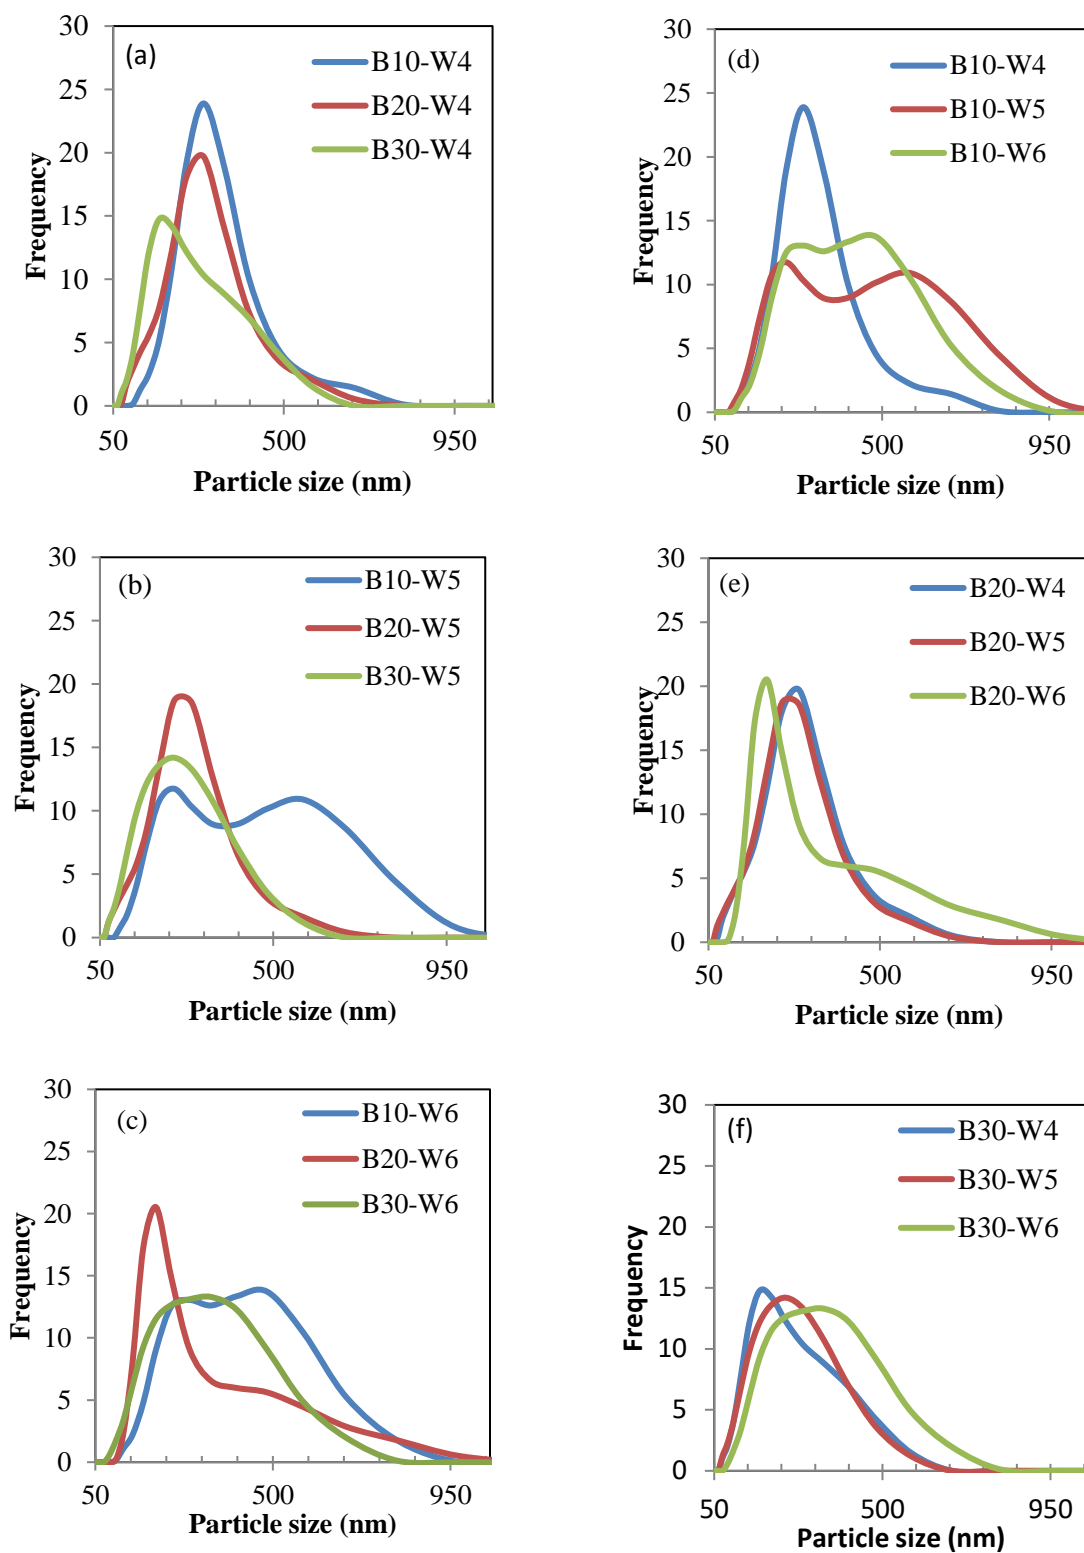 (a)
B10-W4
B20-W4
B30-W4
Frequency
30
25
20
15
10
5
0
50 500 950
Particle size (nm)
(d)
B10-W4
B10-W5
B10-W6
Frequency
30
25
20
15
10
5
0
50 500 950
Particle size (nm)
(b)
B10-W5
B20-W5
B30-W5
Frequency
30
25
20
15
10
5
0
50 500 950
Particle size (nm)
(e)
B20-W4
B20-W5
B20-W6
Frequency
30
25
20
15
10
5
0
50 500 950
Particle size (nm)
(c)
B10-W6
B20-W6
B30-W6
Frequency
30
25
20
15
10
5
0
50 500 950
Particle size (nm)
(f)
B30-W4
B30-W5
B30-W6
Frequency
30
25
20
15
10
5
0
50 500 950
Particle size (nm)